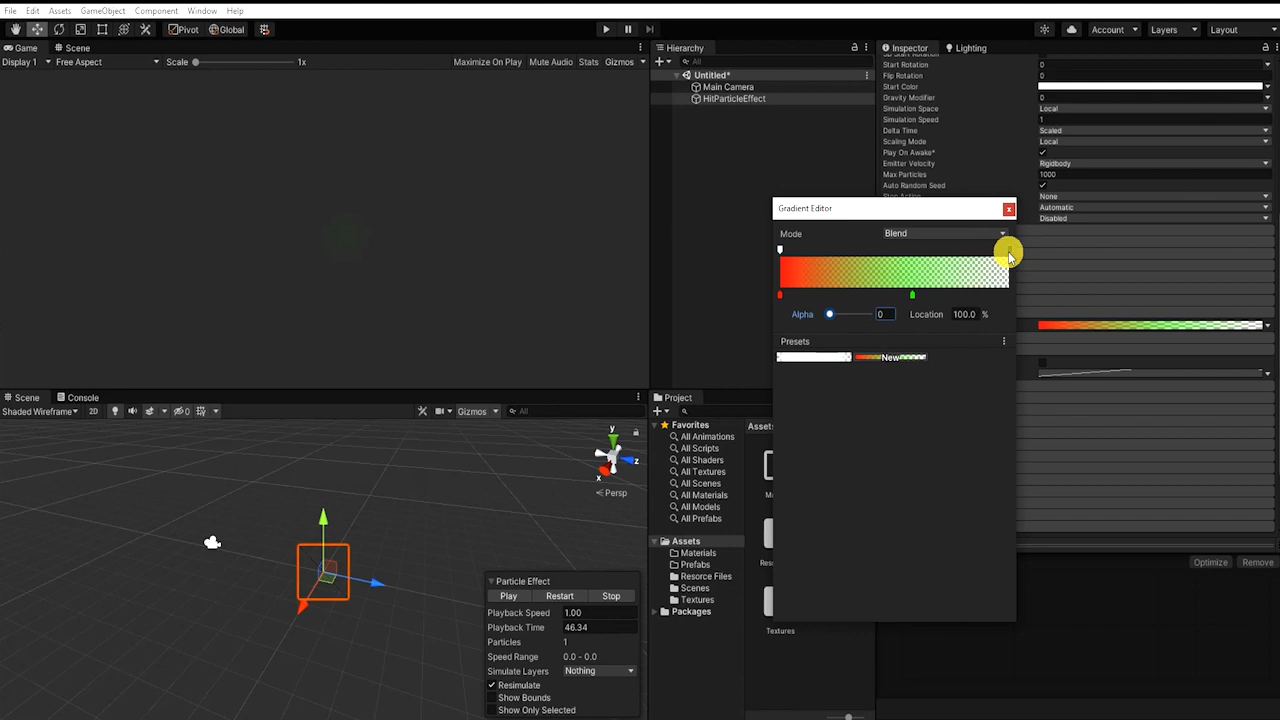 File Edit Assets GameObject Component Window Help
Pivot Global Account Layers Layout
Game Scene
Display 1 Free Aspect Scale 1x Maximize On Play Mute Audio Stats Gizmos
Hierarchy
All
Untitled*
Main Camera
HitParticleEffect
Inspector Lighting
Start Rotation 0
Flip Rotation 0
Start Color
Gravity Modifier 0
Simulation Space Local
Simulation Speed 1
Delta Time Scaled
Scaling Mode Local
Play On Awake*
Emitter Velocity Rigidbody
Max Particles 1000
Auto Random Seed
None
Automatic
Disabled
Gradient Editor x
Mode Blend
Alpha 0 Location 100.0 %
Presets
New
Optimize Remove
Scene Console
Shaded Wireframe 2D 0 Gizmos All
y
z
x
Persp
Particle Effect
Play Restart Stop
Playback Speed 1.00
Playback Time 46.34
Particles 1
Speed Range 0.0 - 0.0
Simulate Layers Nothing
Resimulate
Show Bounds
Show Only Selected
Project
Favorites
All Animations
All Scripts
All Shaders
All Textures
All Scenes
All Materials
All Models
All Prefabs
Assets
Materials
Prefabs
Resorce Files
Scenes
Textures
Packages
Assets
Textures